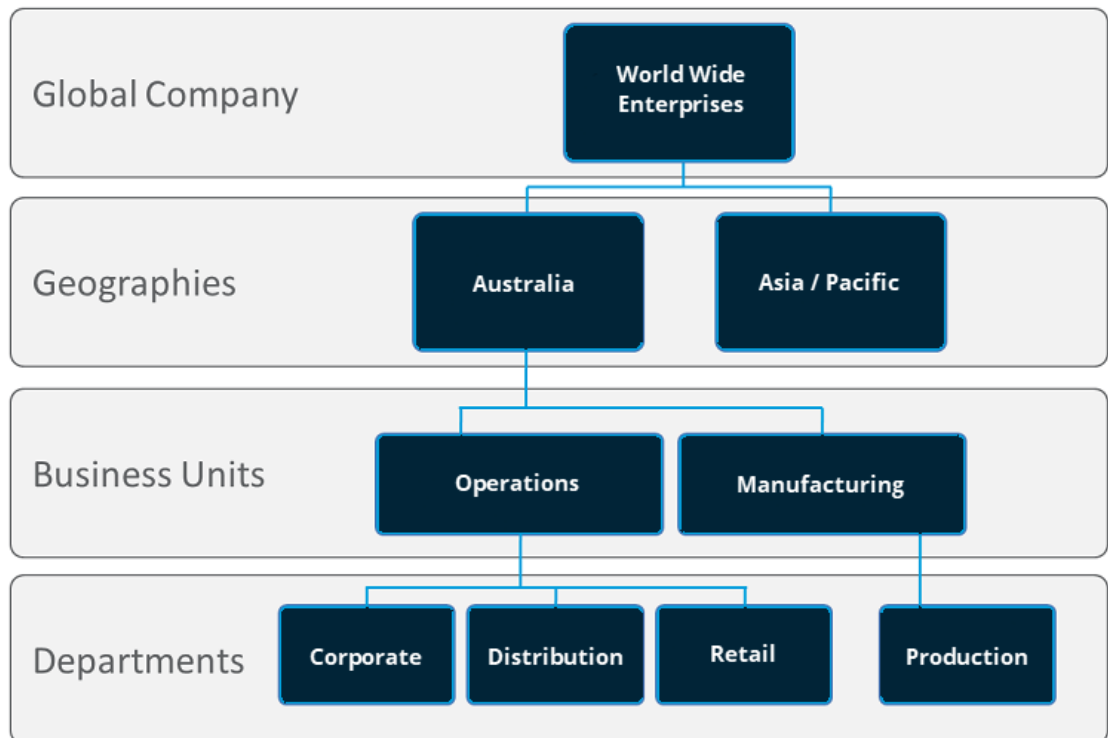 Global Company
World Wide
Enterprises
Geographies
Australia
Asia / Pacific
Business Units
Operations
Manufacturing
Departments
Corporate
Distribution
Retail
Production